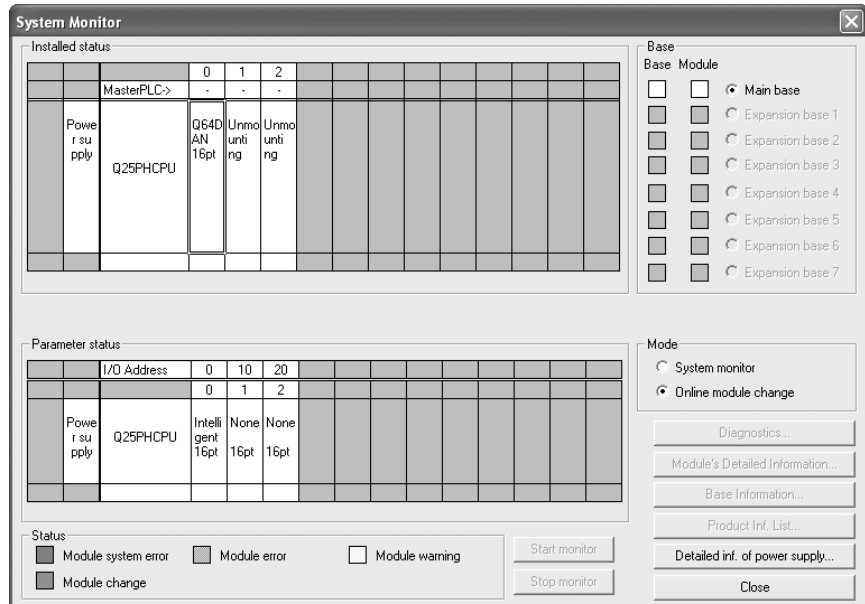 System Monitor
Installed status
0 1 2
MasterPLC-> - - -
Powe
r su
pply
Q25PHCPU
Q64D
AN
16pt
Unmo
unti
ng
Unmo
unti
ng
Base
Base Module
Main base
Expansion base 1
Expansion base 2
Expansion base 3
Expansion base 4
Expansion base 5
Expansion base 6
Expansion base 7
Parameter status
I/O Address 0 10 20
0 1 2
Powe
r su
pply
Q25PHCPU
Intelli
gent
16pt
None
16pt
None
16pt
Mode
System monitor
Online module change
Diagnostics...
Module's Detailed Information...
Base Information...
Product Inf. List...
Detailed inf. of power supply...
Close
Status
Module system error
Module error
Module warning
Module change
Start monitor
Stop monitor